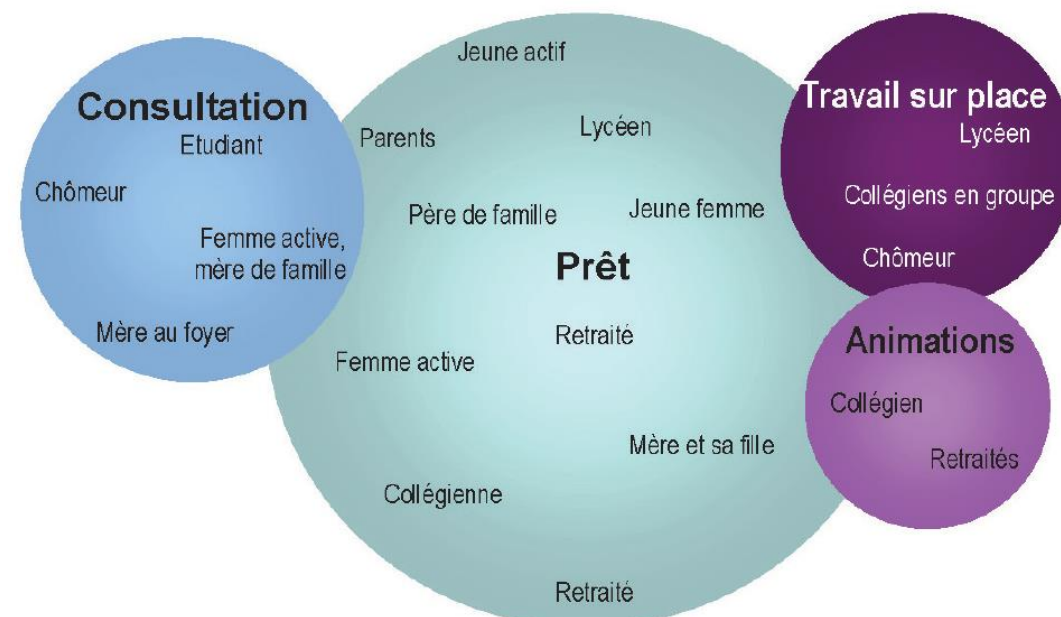 Consultation
Etudiant
Chômeur
Femme active,
mère de famille
Mère au foyer
Jeune actif
Parents
Lycéen
Père de famille
Jeune femme
Prêt
Retraité
Femme active
Mère et sa fille
Collégienne
Retraité
Travail sur place
Lycéen
Collégiens en groupe
Chômeur
Animations
Collégien
Retraités